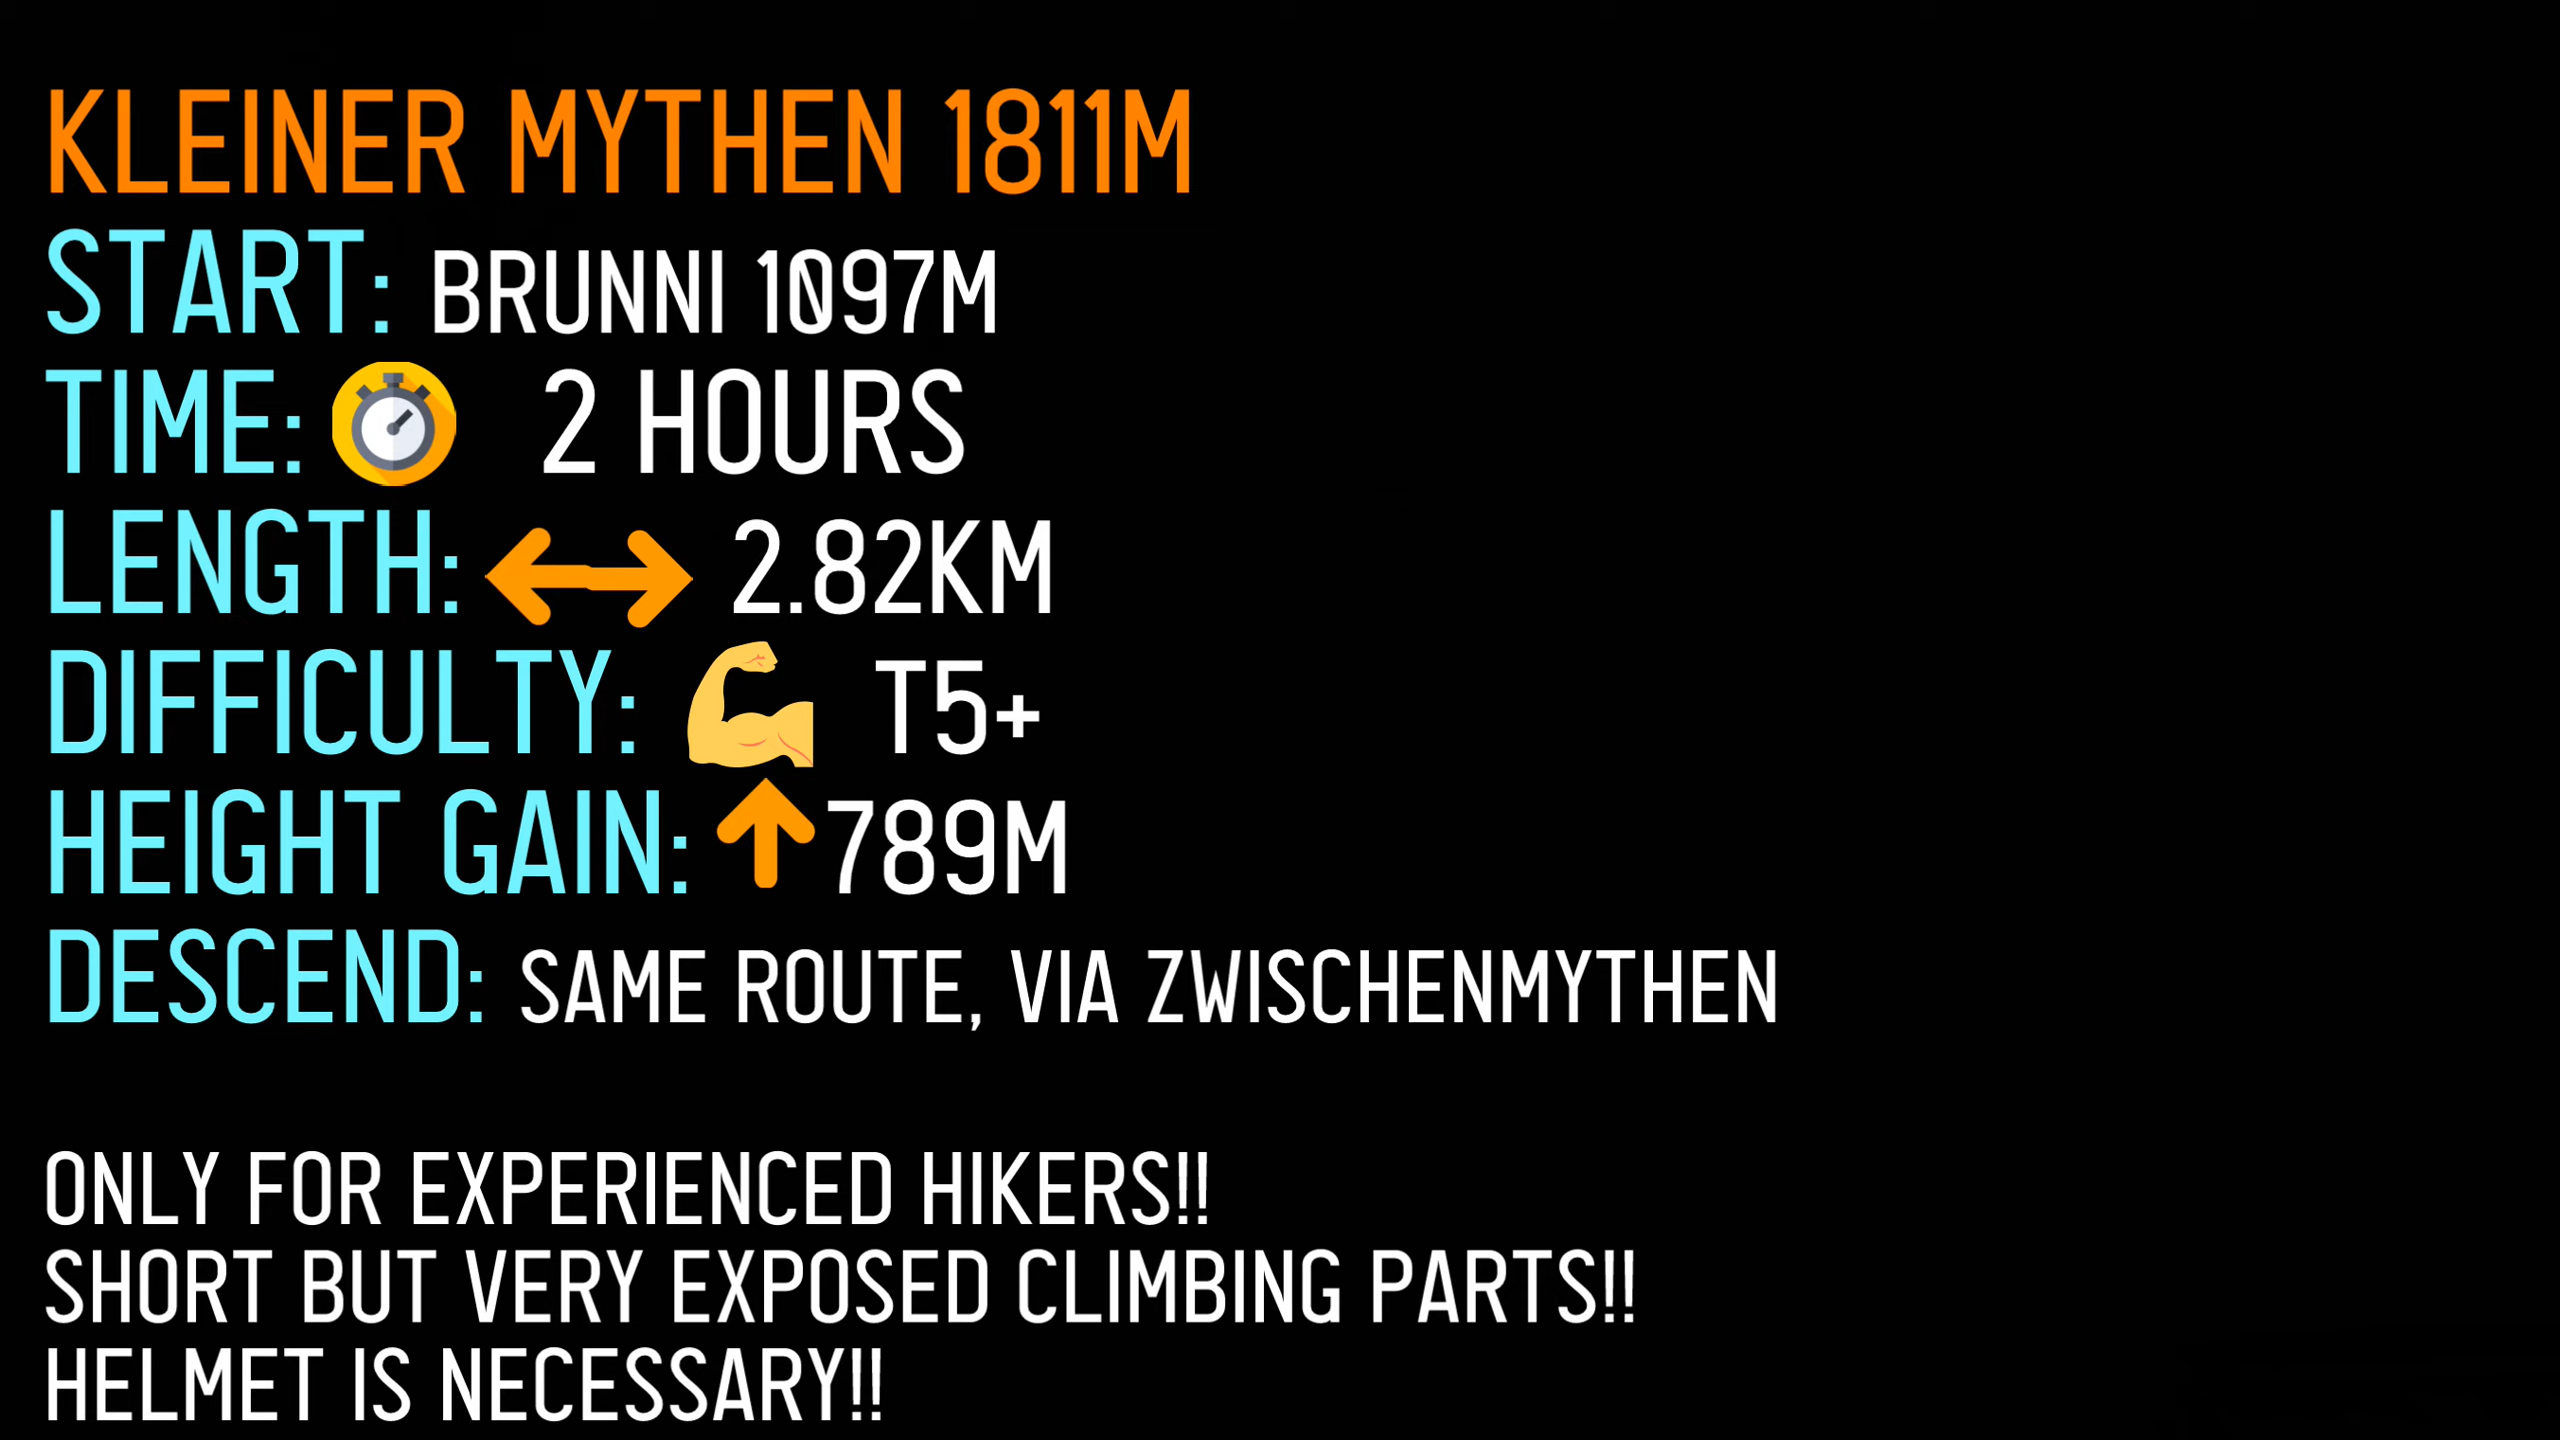 KLEINER MYTHEN 1811M
START: BRUNNI 1097M
TIME: 2 HOURS
LENGTH: 2.82KM
DIFFICULTY: T5+
HEIGHT GAIN: 789M
DESCEND: SAME ROUTE, VIA ZWISCHENMYTHEN
ONLY FOR EXPERIENCED HIKERS!!
SHORT BUT VERY EXPOSED CLIMBING PARTS!!
HELMET IS NECESSARY!!